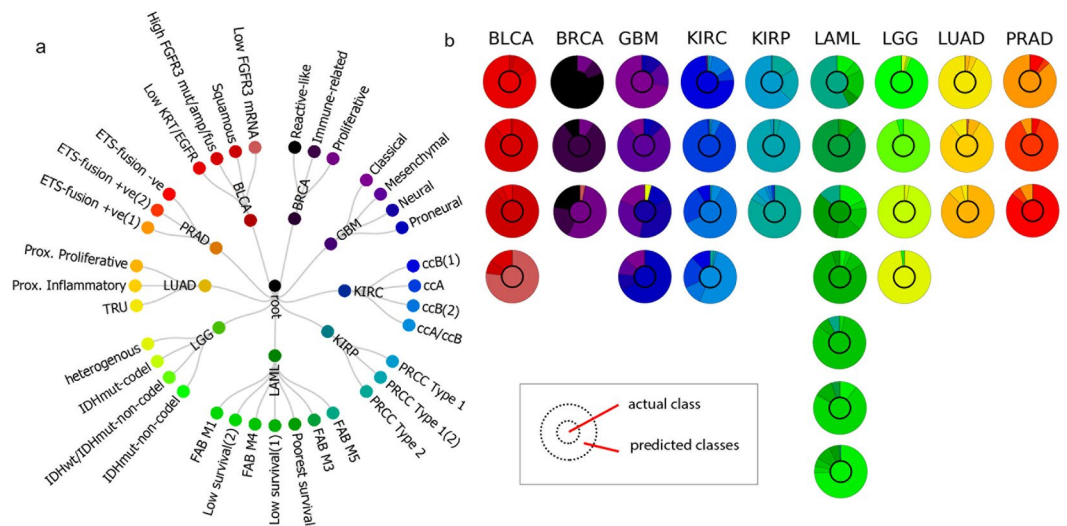 a
High FGFR3 mut/amp/fus
Low FGFR3 mRNA
Squamous
Low KRT/EGFR
BLCA
Reactive-like
Immune-related
Proliferative
BRCA
Classical
Mesenchymal
Neural
Proneural
GBM
ETS-fusion -ve
ETS-fusion +ve(2)
ETS-fusion +ve(1)
PRAD
Prox. Proliferative
Prox. Inflammatory
TRU
LUAD
root
KIRC
ccB(1)
ccA
ccB(2)
ccA/ccB
KIRP
PRCC Type 1
PRCC Type 1(2)
PRCC Type 2
LGG
heterogenous
IDHmut-codel
IDHwt/IDHmut-non-codel
IDHmut-non-codel
LAML
FAB M1
Low survival(2)
FAB M4
Low survival(1)
Poorest survival
FAB M3
FAB M5
b
BLCA BRCA GBM KIRC KIRP LAML LGG LUAD PRAD
actual class
predicted classes